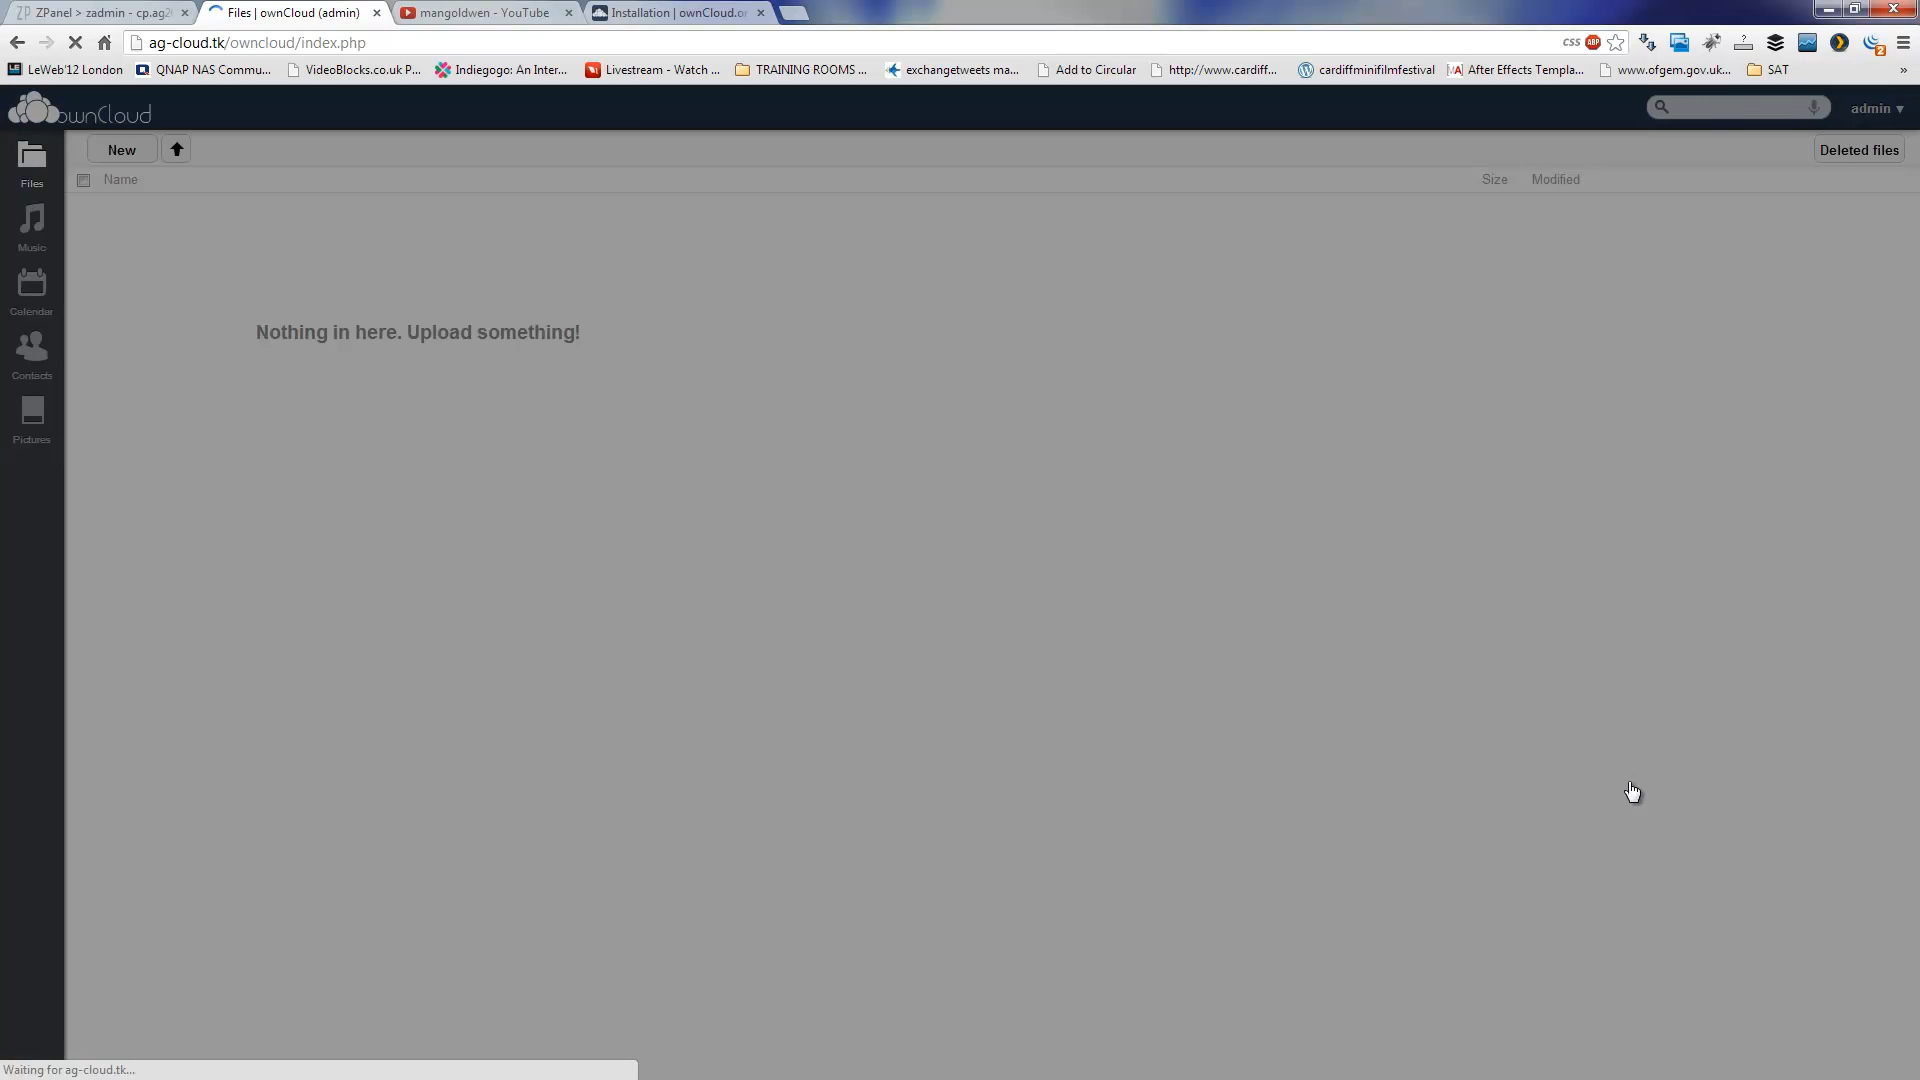 ZPanel > zadmin - cp.ag2
Files | ownCloud (admin)
mangoldwen - YouTube
Installation | ownCloud.or
ag-cloud.tk/owncloud/index.php
CSS
ABP
LeWeb'12 London
QNAP NAS Commu...
VideoBlocks.co.uk P...
Indiegogo: An Inter...
Livestream - Watch ...
TRAINING ROOMS ...
exchangetweets ma...
Add to Circular
http://www.cardiff...
cardiffminifilmfestival
After Effects Templa...
www.ofgem.gov.uk...
SAT
»
ownCloud
admin ▾
New
Deleted files
Name
Size
Modified
Files
Music
Calendar
Contacts
Pictures
Nothing in here. Upload something!
Waiting for ag-cloud.tk...